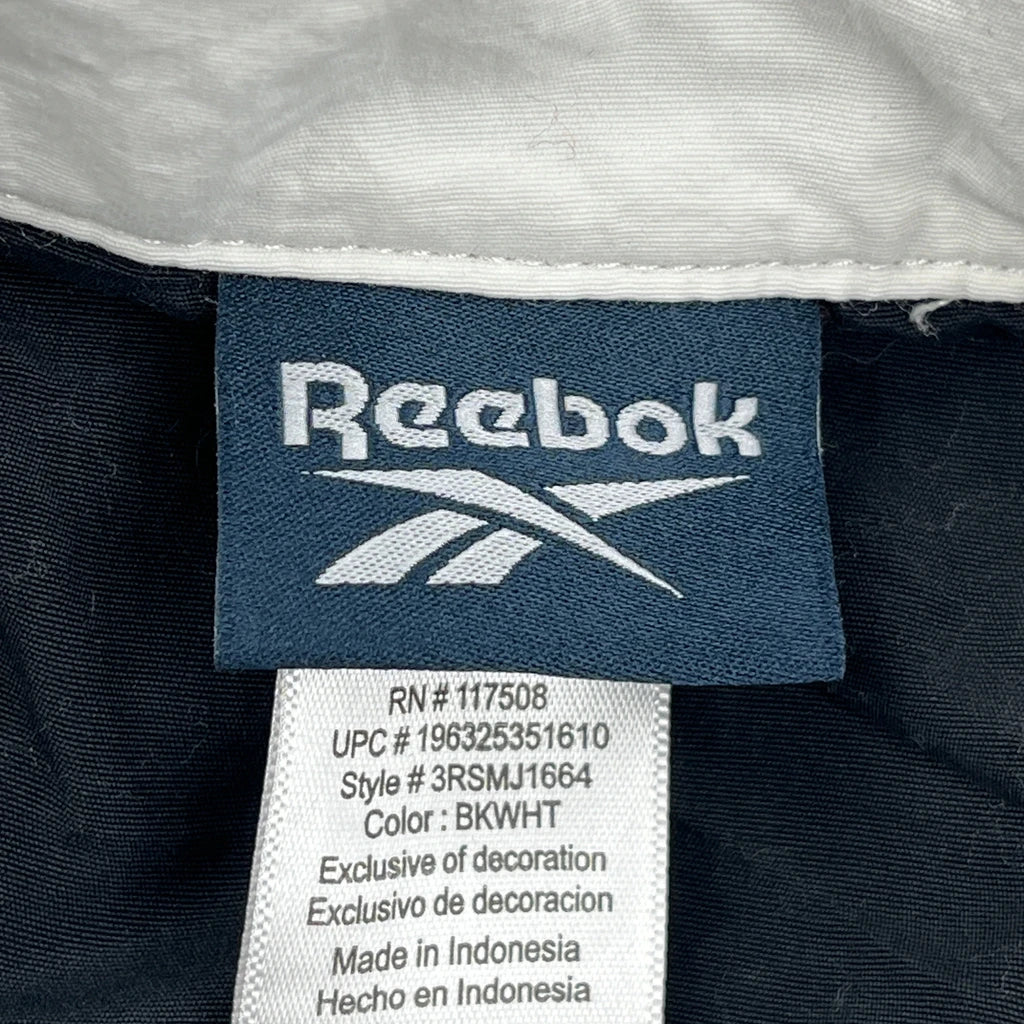 Reebok
RN # 117508
UPC # 196325351610
Style # 3RSMJ1664
Color : BKWHT
Exclusive of decoration
Exclusivo de decoracion
Made in Indonesia
Hecho en Indonesia